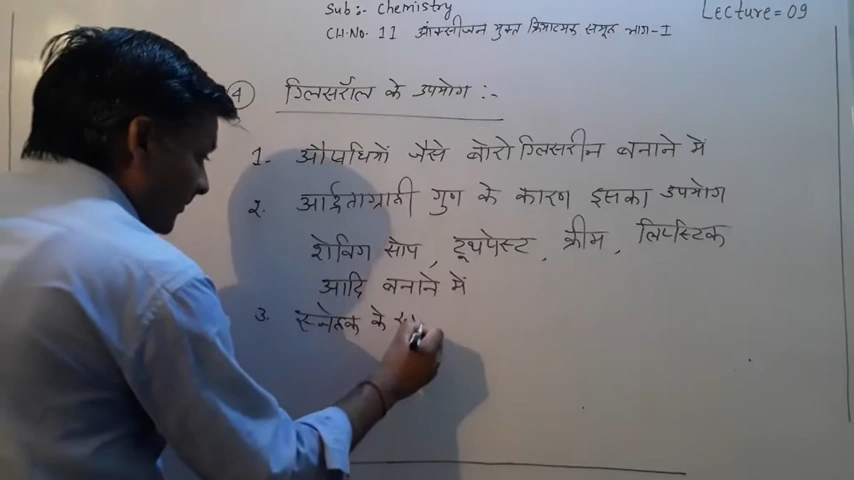 Sub:- Chemistry
Lecture = 09
CH.No. 11 ऑक्सीजन युक्त क्रियात्मक समूह भाग-I
4 ग्लिसरॉल के उपयोग :-
1. औषधियों जैसे बोरोग्लिसरीन बनाने में
2. आर्द्रताग्राही गुण के कारण इसका उपयोग
शेविंग सोप, टूथपेस्ट, क्रीम, लिपस्टिक
आदि बनाने में
3. स्नेहक के